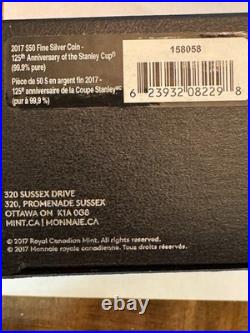 2017 $50 Fine Silver Coin -
125th Anniversary of the Stanley Cup®
(99.9% pure)
Pièce de 50 $ en argent fin 2017 -
125e anniversaire de la Coupe StanleyMC
(pur à 99,9 %)
158058
6 23932 08229 8
320 SUSSEX DRIVE
320, PROMENADE SUSSEX
OTTAWA ON K1A 0G8
MINT.CA | MONNAIE.CA
© 2017 Royal Canadian Mint. All rights reserved.
© 2017 Monnaie royale canadienne. Tous droits réservés.